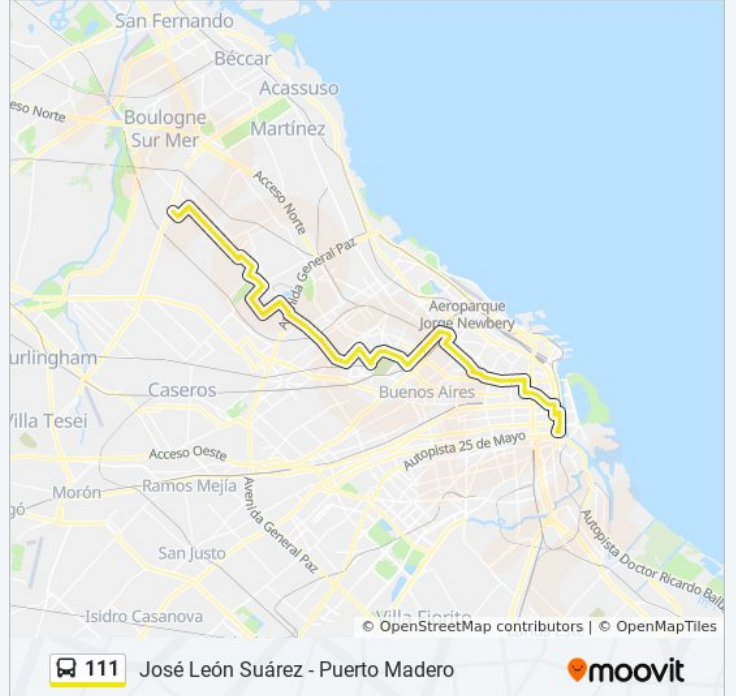 San Fernando
Béccar
Acassuso
eso Norte
Boulogne
Sur Mer
Martínez
Acceso Norte
Avenida General Paz
Aeroparque
Jorge Newbery
urlingham
Caseros
Buenos Aires
Villa Tesei
Acceso Oeste
Autopista 25 de Mayo
Morón
Ramos Mejía
gó
Avenida General Paz
San Justo
Autopista Doctor Ricardo Balb
Isidro Casanova
Villa Fiorito
© OpenStreetMap contributors | © OpenMapTiles
111 José León Suárez - Puerto Madero
moovit